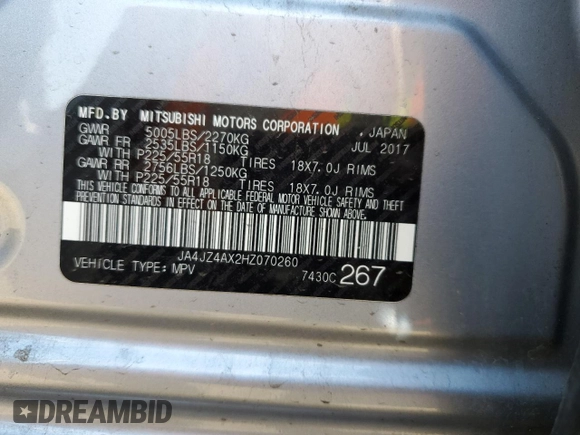 MFD.BY MITSUBISHI MOTORS CORPORATION , JAPAN
GVWR 5005LBS/2270KG JUL 2017
GAWR FR 2535LBS/1150KG
WITH P225/55R18 TIRES 18X7.0J RIMS
GAWR RR 2756LBS/1250KG
WITH P225/55R18 TIRES 18X7.0J RIMS
THIS VEHICLE CONFORMS TO ALL APPLICABLE FEDERAL MOTOR VEHICLE SAFETY AND THEFT
PREVENTION STANDARDS IN EFFECT ON THE DATE OF MANUFACTURE SHOWN ABOVE.
JA4JZ4AX2HZ070260
VEHICLE TYPE: MPV 7430C 267
DREAMBID